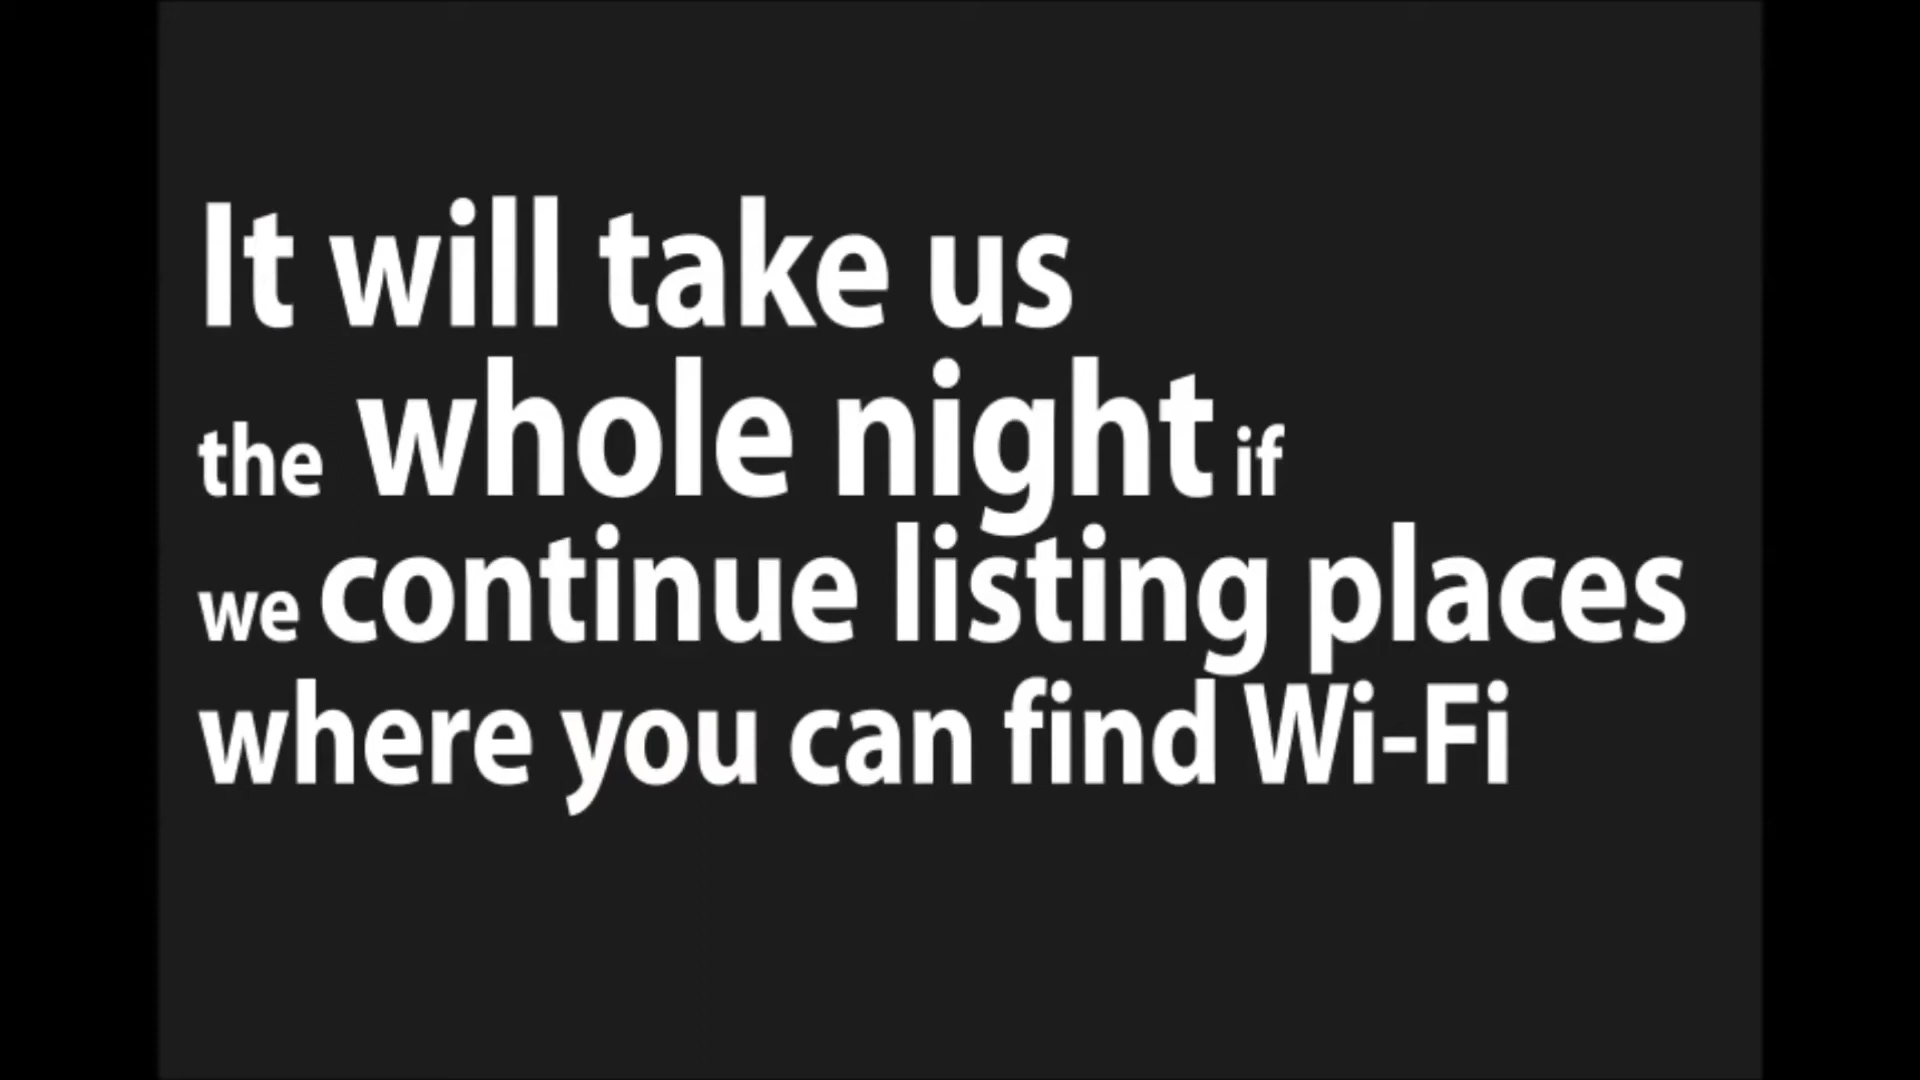 It will take us
the whole night if
we continue listing places
where you can find Wi-Fi